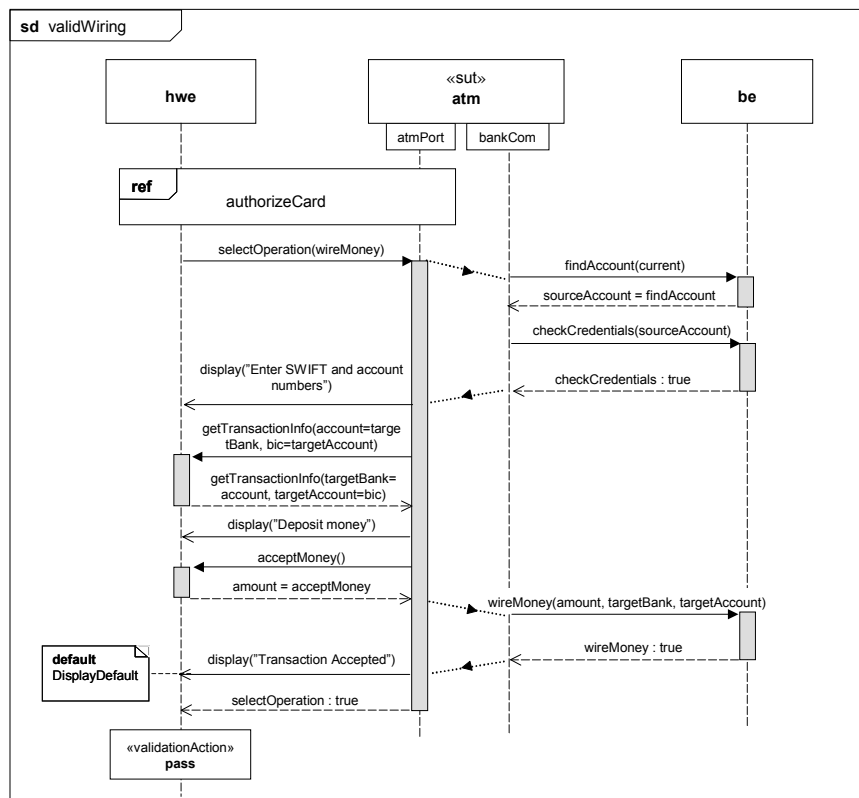 sd validWiring
hwe
«sut»
atm
be
atmPort
bankCom
ref
authorizeCard
selectOperation(wireMoney)
findAccount(current)
sourceAccount = findAccount
checkCredentials(sourceAccount)
display("Enter SWIFT and account
numbers")
checkCredentials : true
getTransactionInfo(account=targe
tBank, bic=targetAccount)
getTransactionInfo(targetBank=
account, targetAccount=bic)
display("Deposit money")
acceptMoney()
amount = acceptMoney
wireMoney(amount, targetBank, targetAccount)
default
DisplayDefault
display("Transaction Accepted")
wireMoney : true
selectOperation : true
«validationAction»
pass